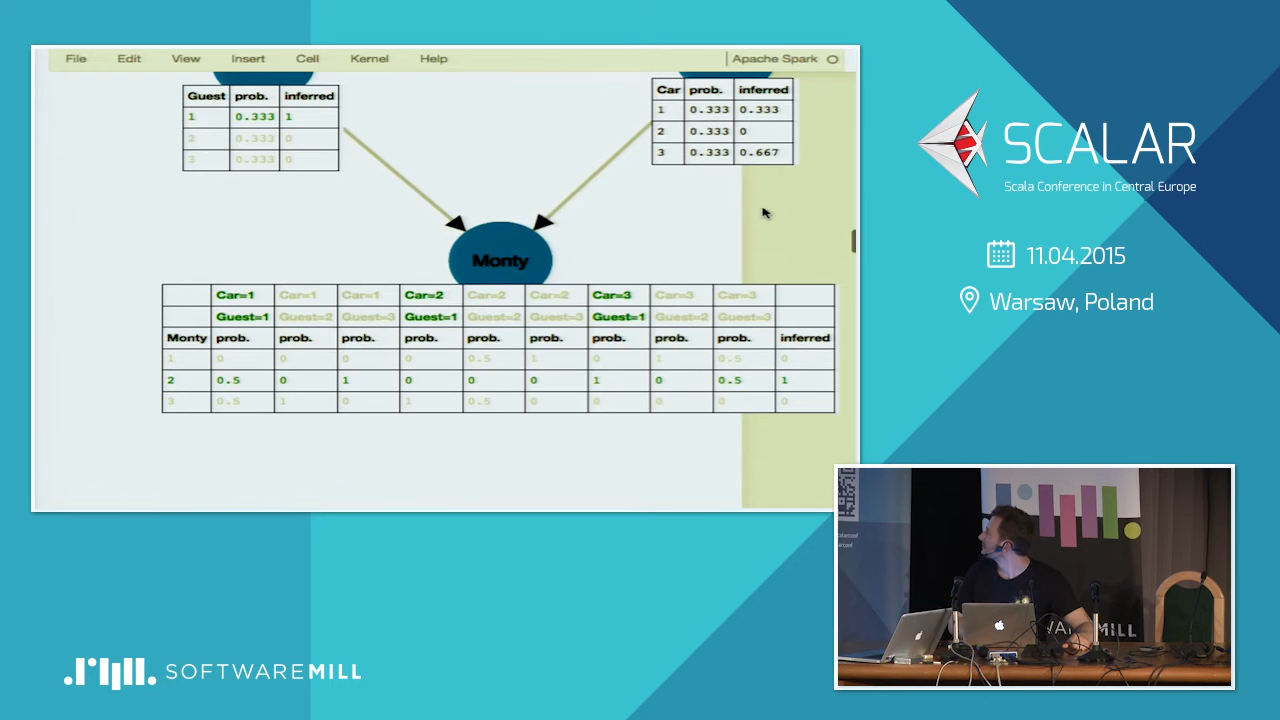 File Edit View Insert Cell Kernel Help Apache Spark
Guest prob. inferred
1 0.333 1
2 0.333 0
3 0.333 0
Car prob. inferred
1 0.333 0.333
2 0.333 0
3 0.333 0.667
Monty
Car=1 Car=1 Car=1 Car=2 Car=2 Car=2 Car=3 Car=3 Car=3
Guest=1 Guest=2 Guest=3 Guest=1 Guest=2 Guest=3 Guest=1 Guest=2 Guest=3
Monty prob. prob. prob. prob. prob. prob. prob. prob. prob. inferred
1 0 0 0 0 0.5 1 0 1 0.5 0
2 0.5 0 1 0 0 0 1 0 0.5 1
3 0.5 1 0 1 0.5 0 0 0 0 0
SCALAR
Scala Conference in Central Europe
11.04.2015
Warsaw, Poland
MILL
SOFTWAREMILL